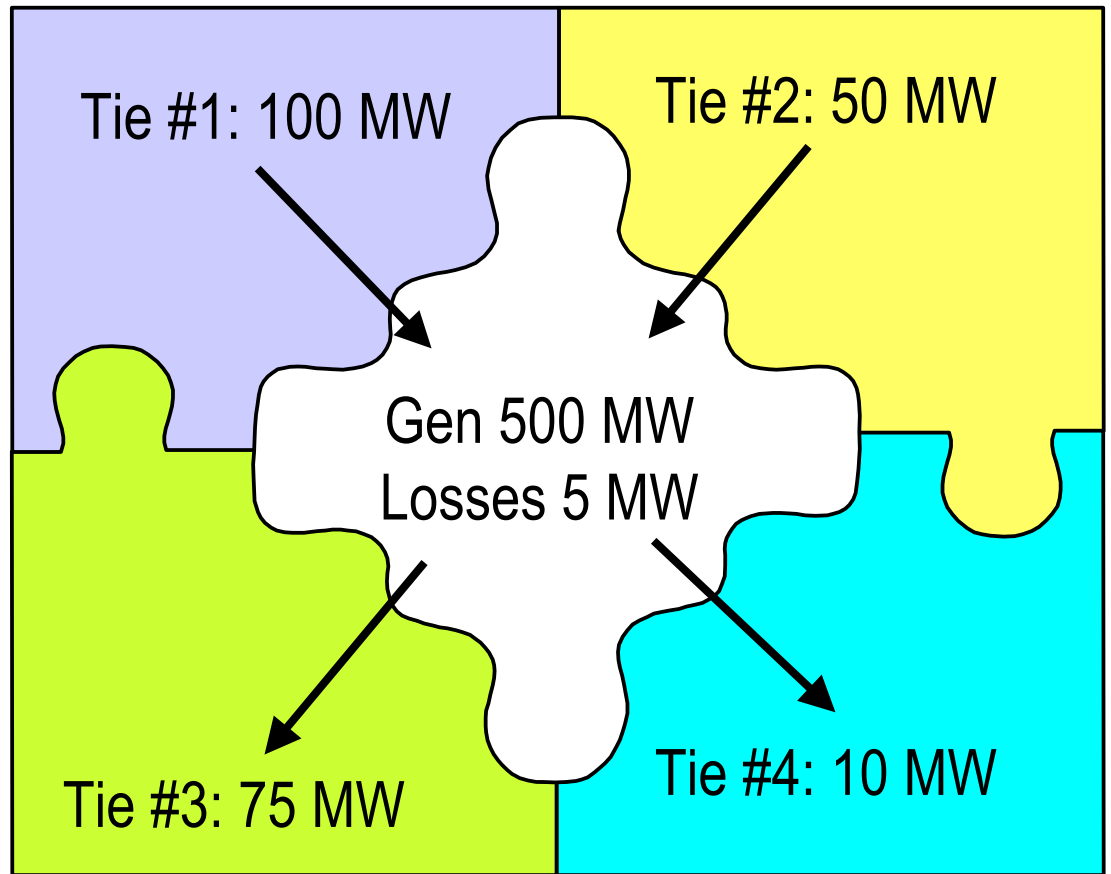 Tie #1: 100 MW
Tie #2: 50 MW
Gen 500 MW
Losses 5 MW
Tie #3: 75 MW
Tie #4: 10 MW